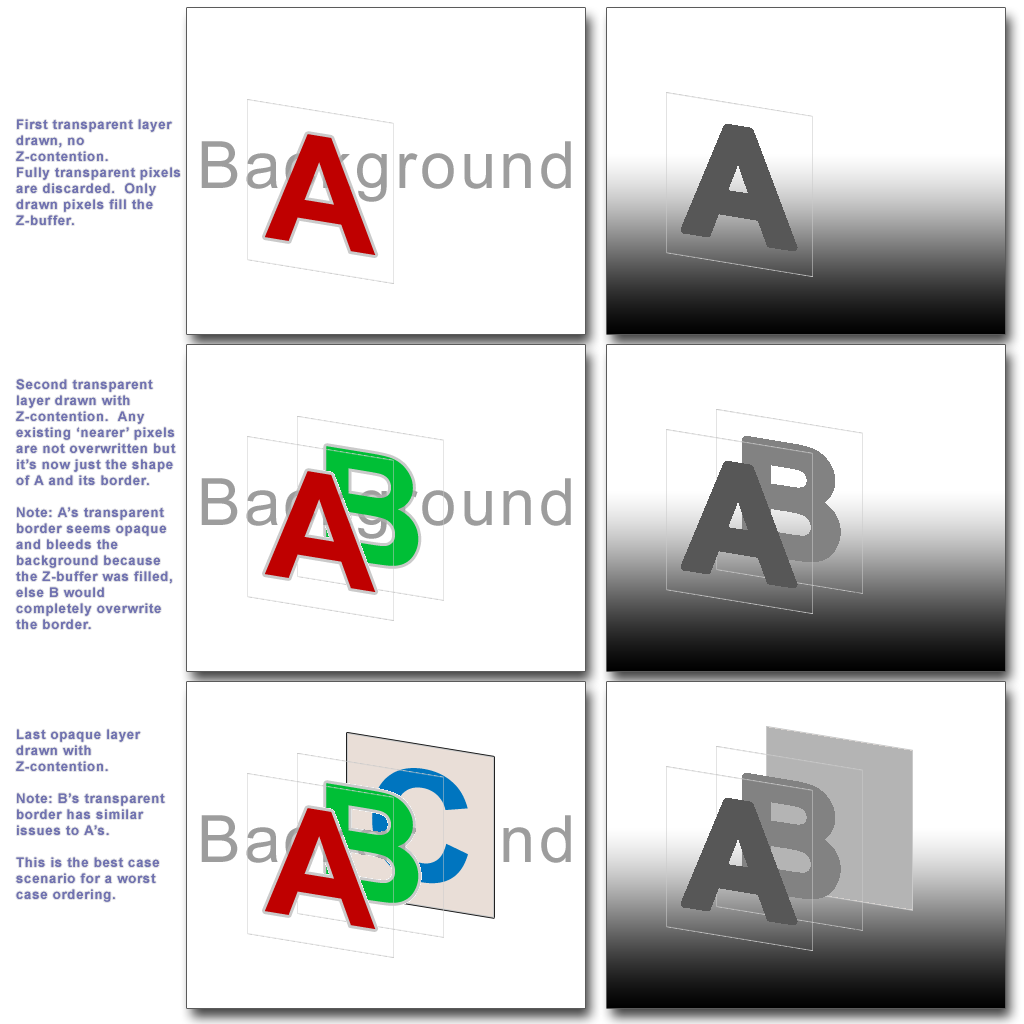 First transparent layer
drawn, no
Z-contention.
Fully transparent pixels
are discarded.  Only
drawn pixels fill the
Z-buffer.
Background
A
A
Second transparent
layer drawn with
Z-contention.  Any
existing ‘nearer’ pixels
are not overwritten but
it’s now just the shape
of A and its border.
Note: A’s transparent
border seems opaque
and bleeds the
background because
the Z-buffer was filled,
else B would
completely overwrite
the border.
Background
A B
A B
Last opaque layer
drawn with
Z-contention.
Note: B’s transparent
border has similar
issues to A’s.
This is the best case
scenario for a worst
case ordering.
Bac nd
A B C
A B